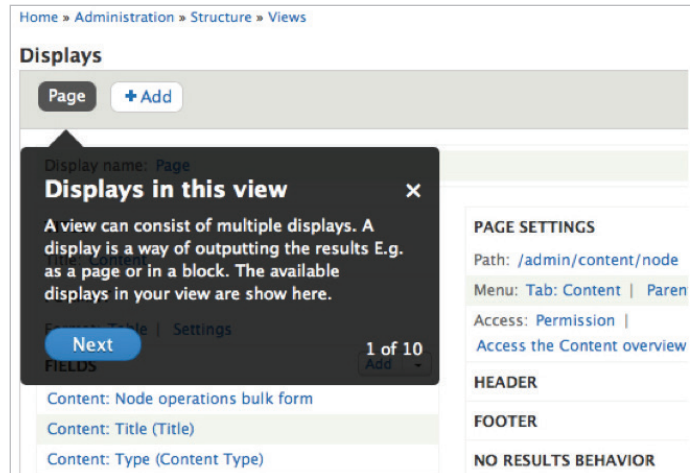 Home » Administration » Structure » Views
Displays
Page
+ Add
Display name: Page
Displays in this view ×
A view can consist of multiple displays. A
display is a way of outputting the results E.g.
as a page or in a block. The available
displays in your view are show here.
Title: Content
Format: Table | Settings
Next
1 of 10
FIELDS
Add
Content: Node operations bulk form
Content: Title (Title)
Content: Type (Content Type)
PAGE SETTINGS
Path: /admin/content/node
Menu: Tab: Content | Paren
Access: Permission |
Access the Content overview
HEADER
FOOTER
NO RESULTS BEHAVIOR